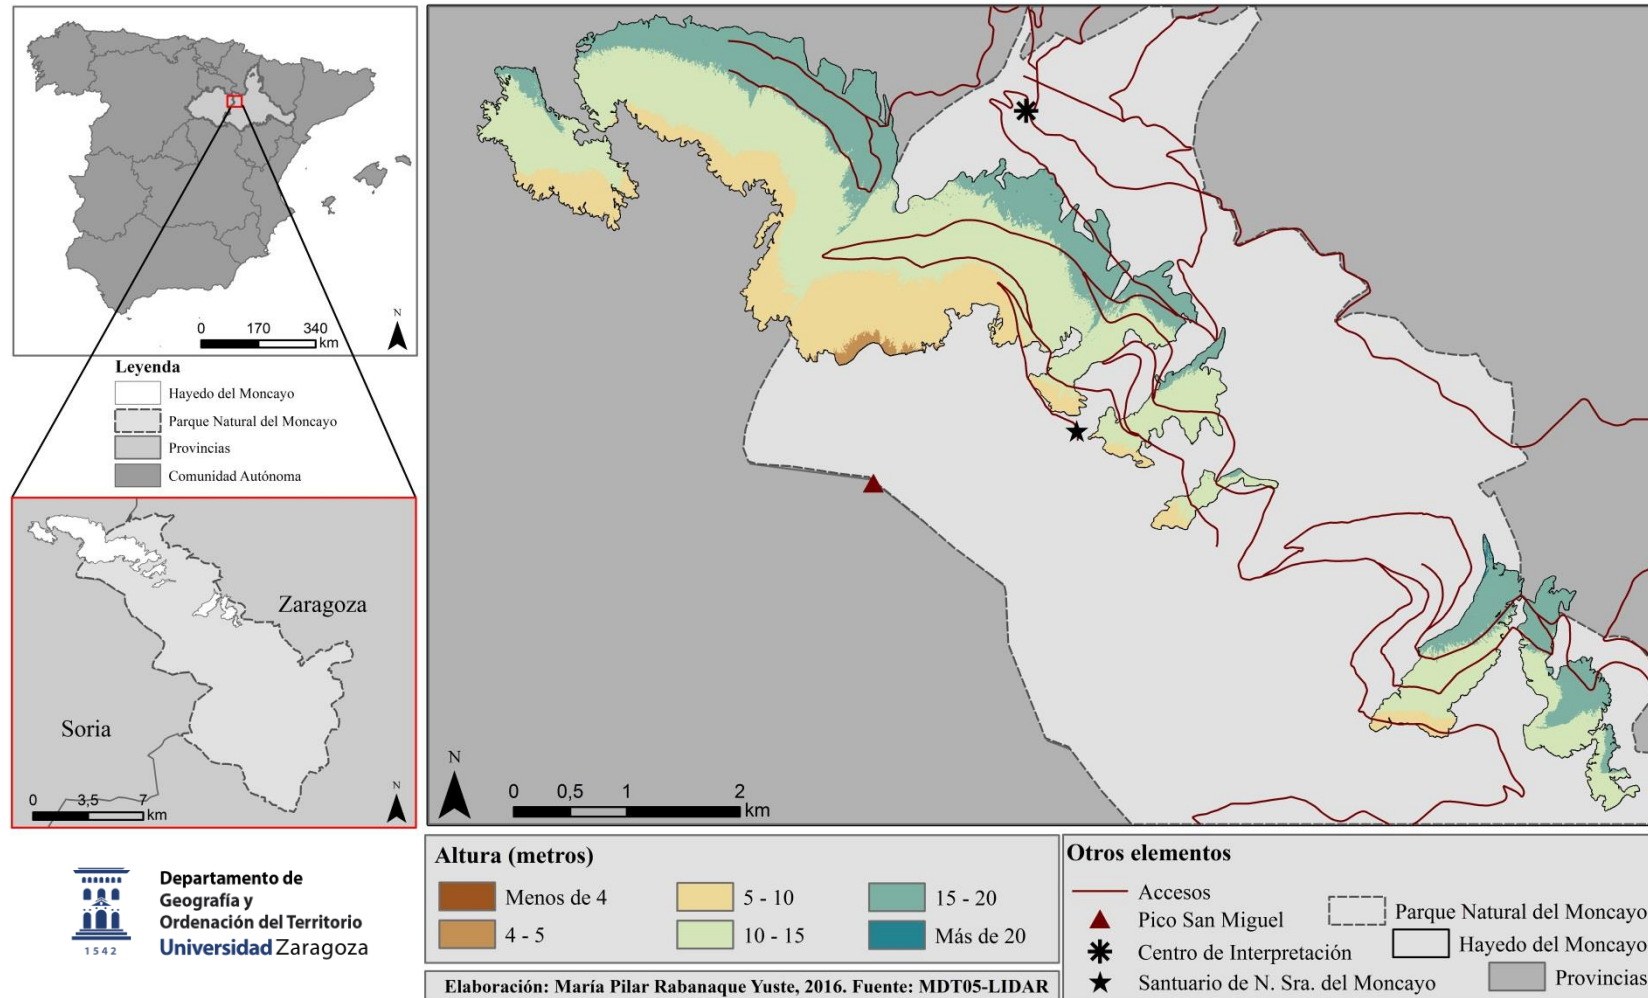 N
0 170 340
km
Leyenda
Hayedo del Moncayo
Parque Natural del Moncayo
Provincias
Comunidad Autónoma
Zaragoza
Soria
N
0 3,5 7
km
N
0 0,5 1 2
km
1542
Departamento de
Geografía y
Ordenación del Territorio
Universidad Zaragoza
Altura (metros)
Menos de 4
4 - 5
5 - 10
10 - 15
15 - 20
Más de 20
Elaboración: María Pilar Rabanaque Yuste, 2016. Fuente: MDT05-LIDAR
Otros elementos
Accesos
Pico San Miguel
Centro de Interpretación
Santuario de N. Sra. del Moncayo
Parque Natural del Moncayo
Hayedo del Moncayo
Provincias